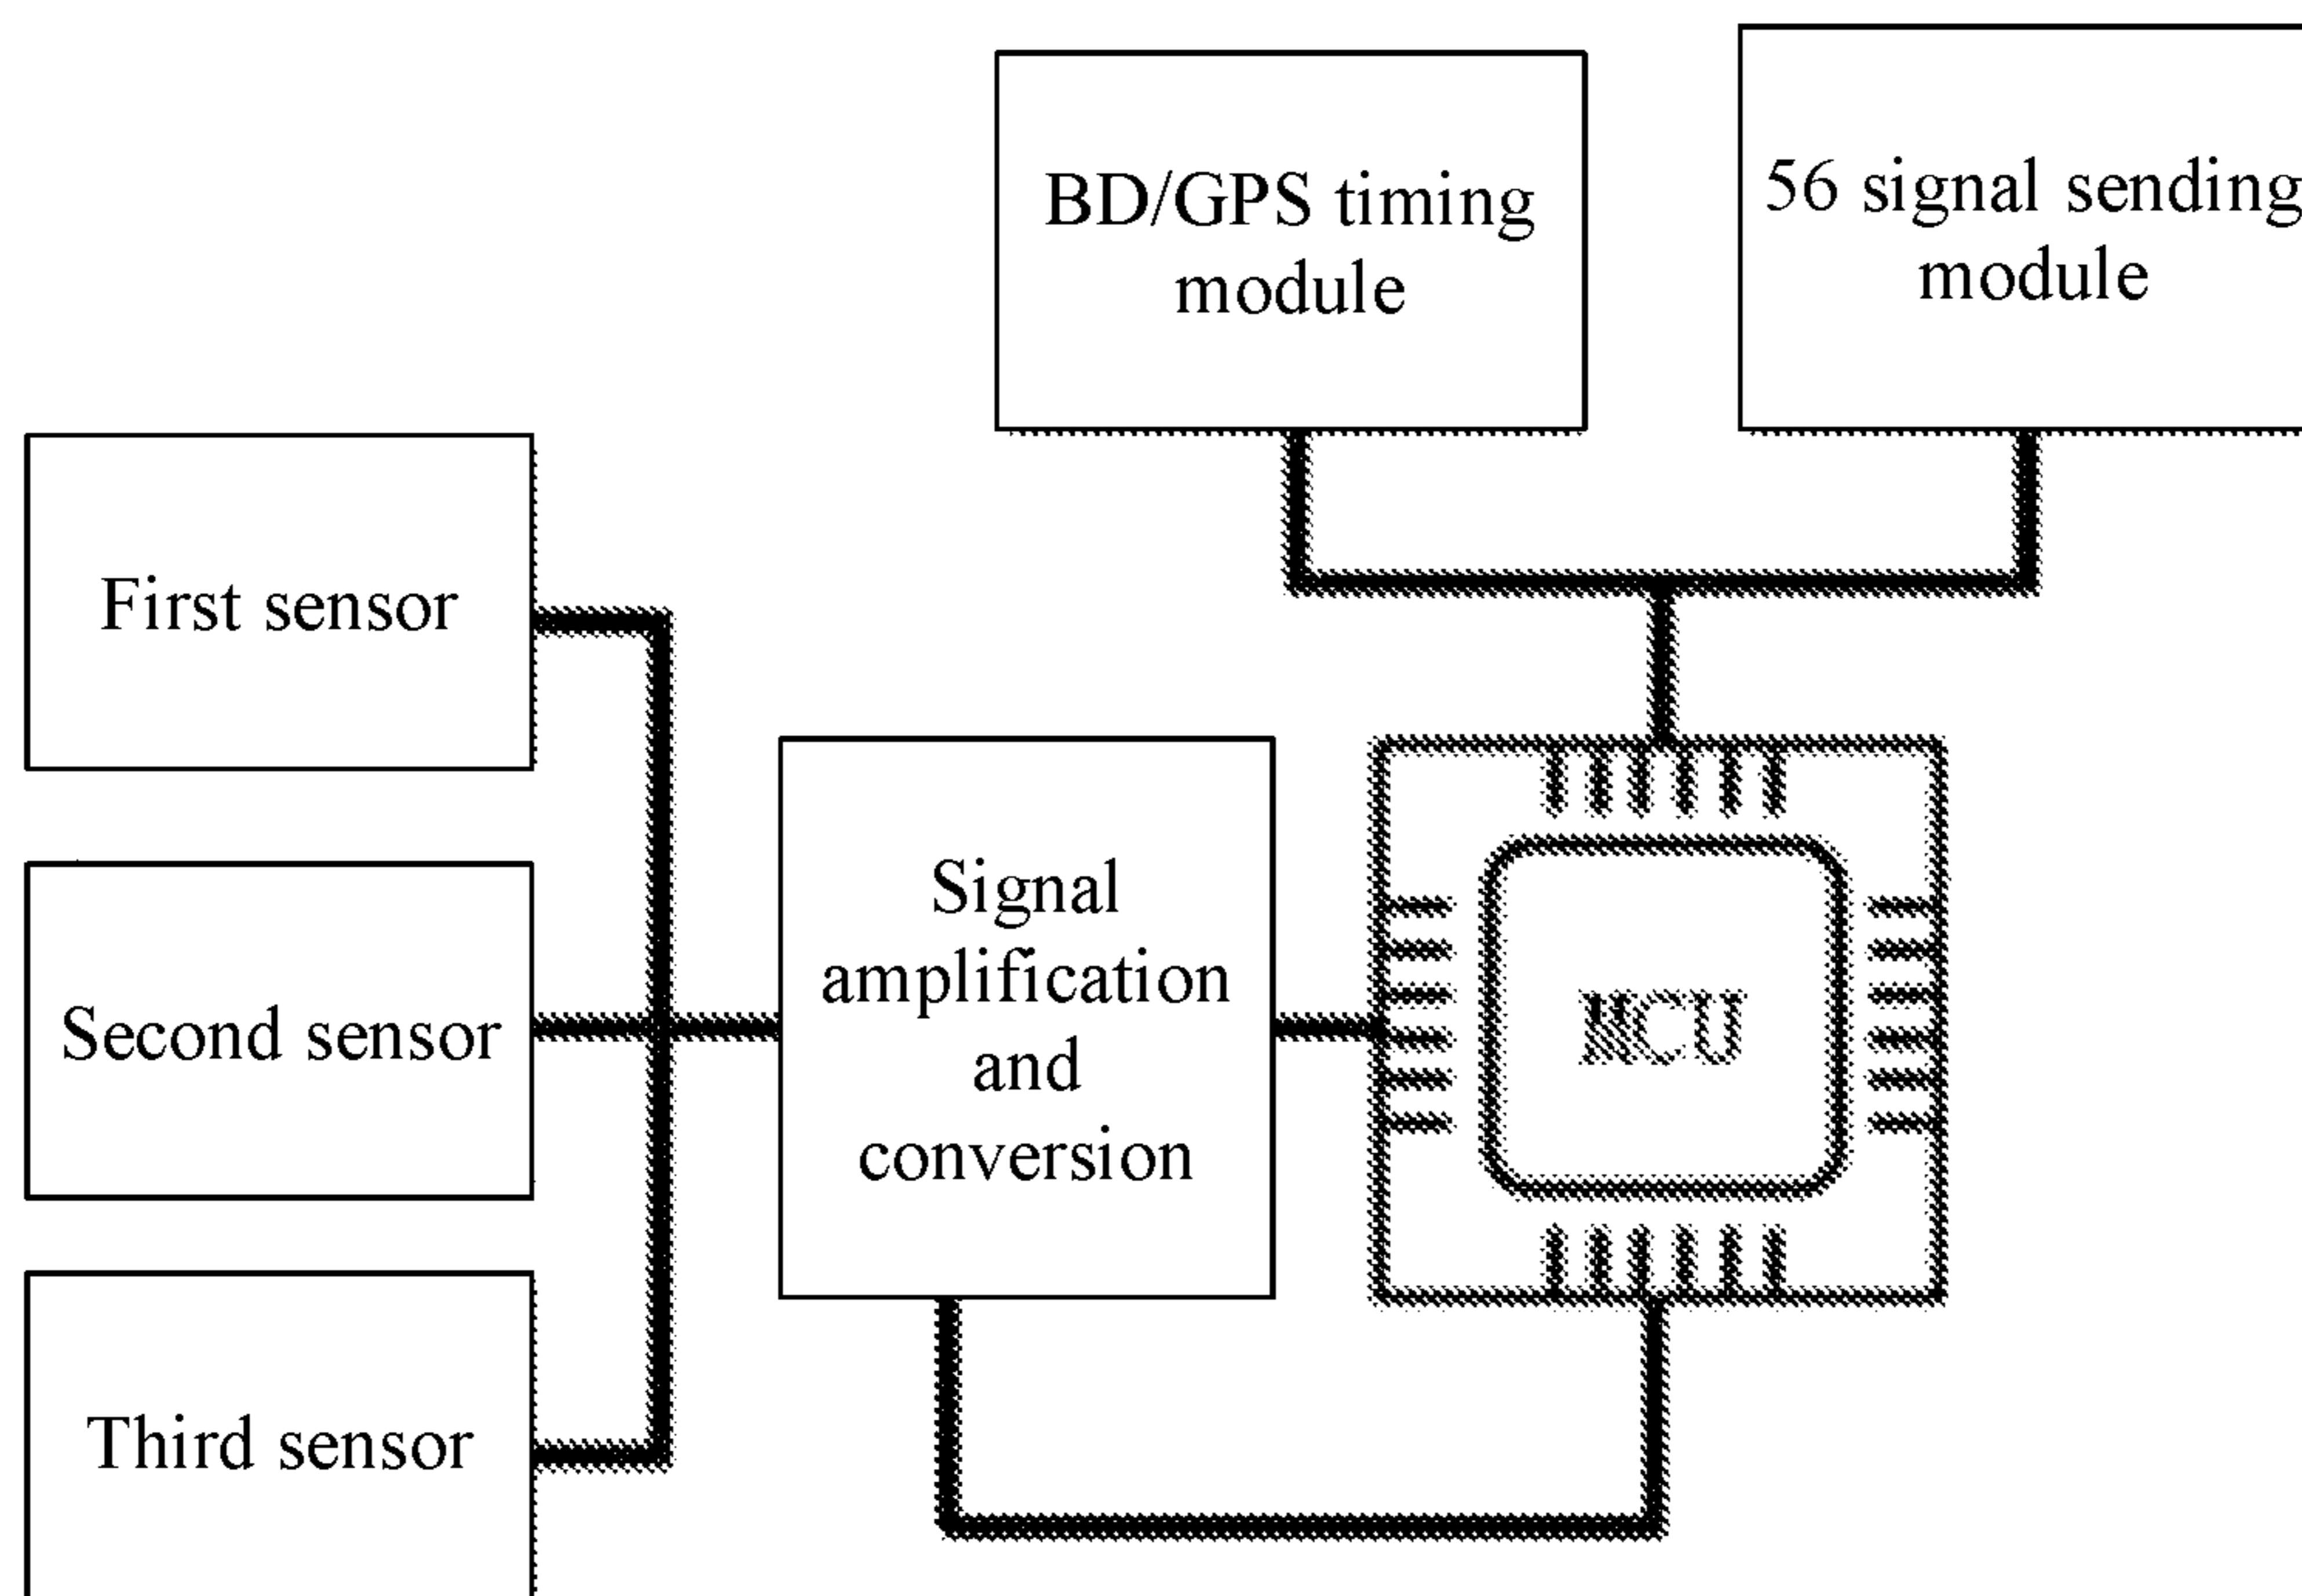 BD/GPS timing
module
56 signal sending
module
First sensor
Second sensor
Third sensor
Signal
amplification
and
conversion
MCU